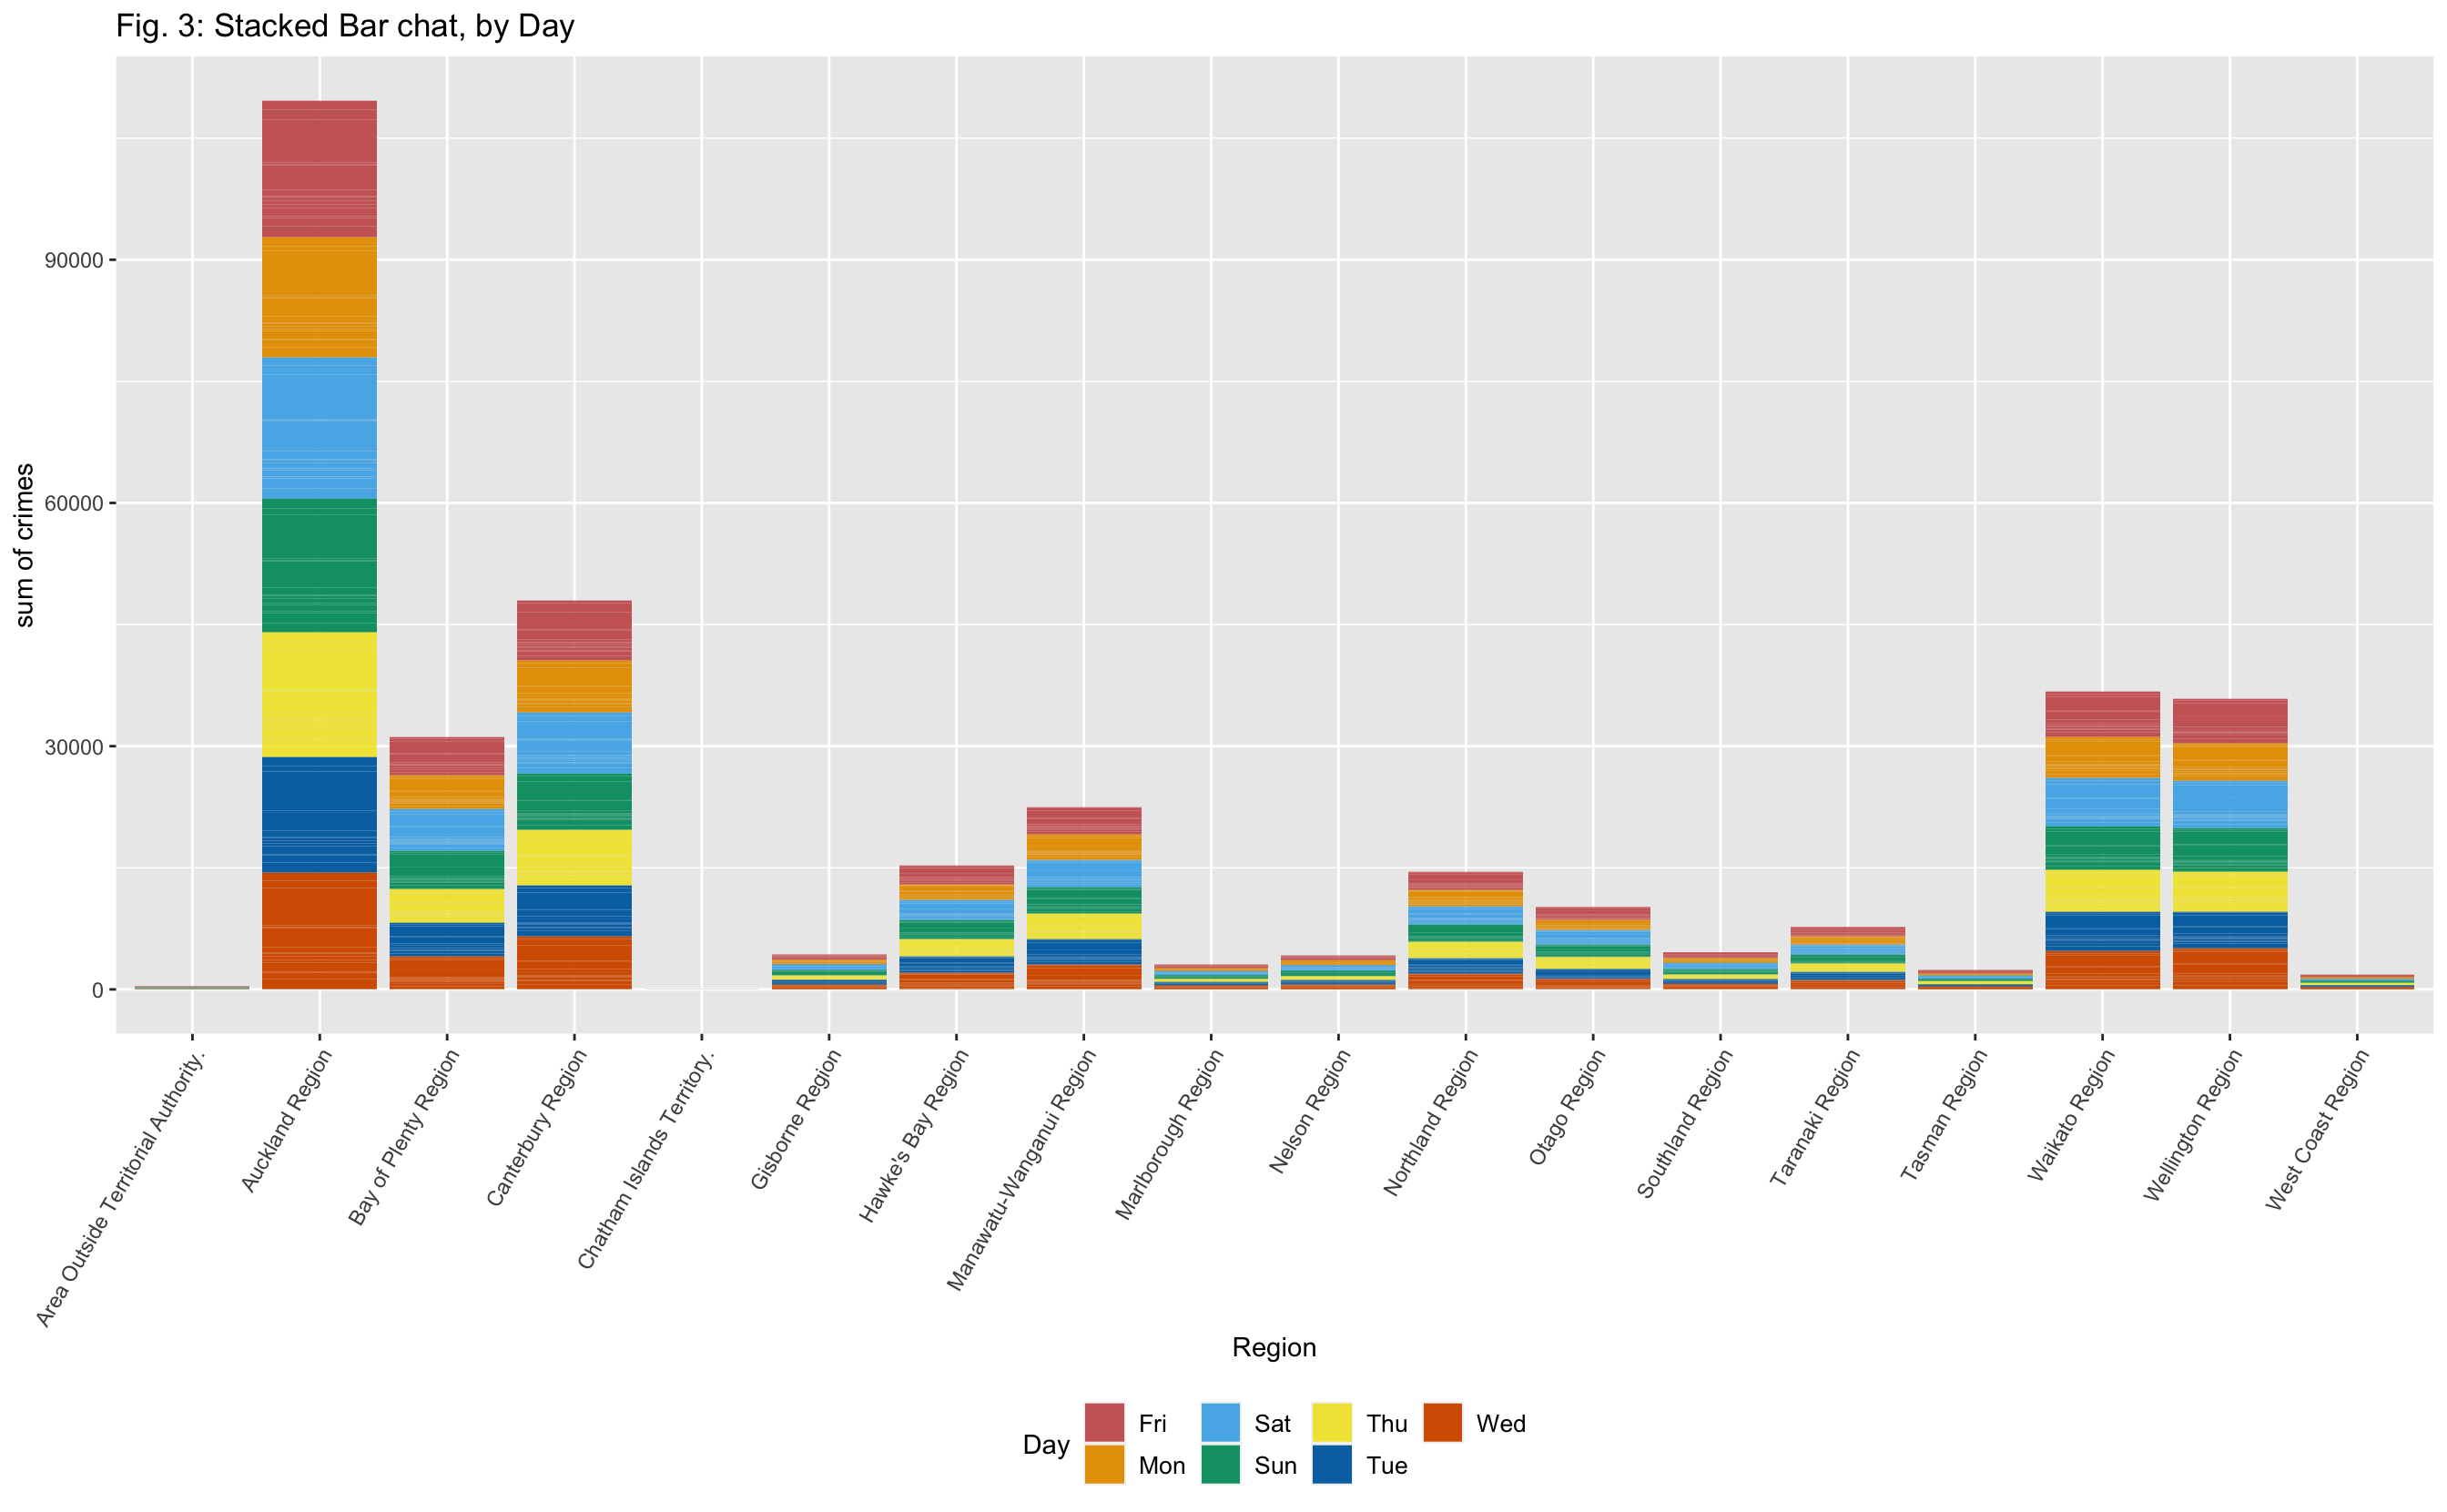 Fig. 3: Stacked Bar chat, by Day
sum of crimes
90000
60000
30000
0
Area Outside Territorial Authority.
Auckland Region
Bay of Plenty Region
Canterbury Region
Chatham Islands Territory.
Gisborne Region
Hawke's Bay Region
Manawatu-Wanganui Region
Marlborough Region
Nelson Region
Northland Region
Otago Region
Southland Region
Taranaki Region
Tasman Region
Waikato Region
Wellington Region
West Coast Region
Region
Day
Fri
Sat
Thu
Wed
Mon
Sun
Tue